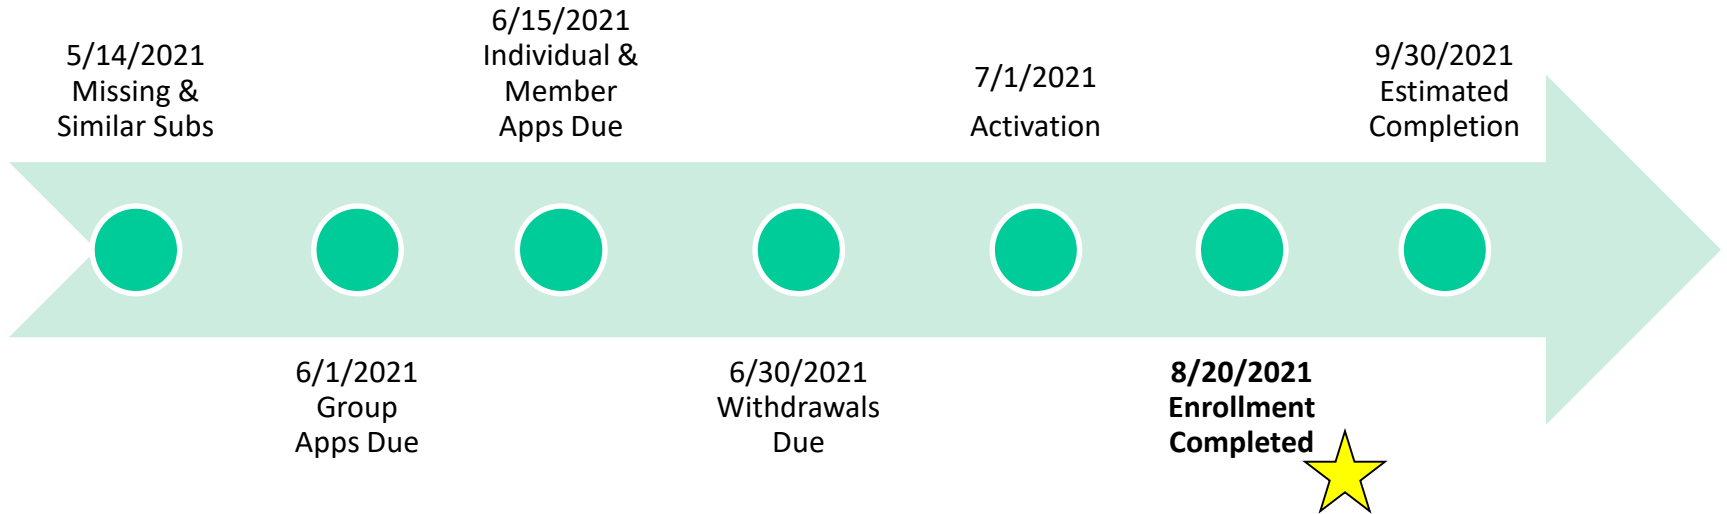 5/14/2021
Missing &
Similar Subs
6/1/2021
Group
Apps Due
6/15/2021
Individual &
Member
Apps Due
6/30/2021
Withdrawals
Due
7/1/2021
Activation
8/20/2021
Enrollment
Completed
9/30/2021
Estimated
Completion